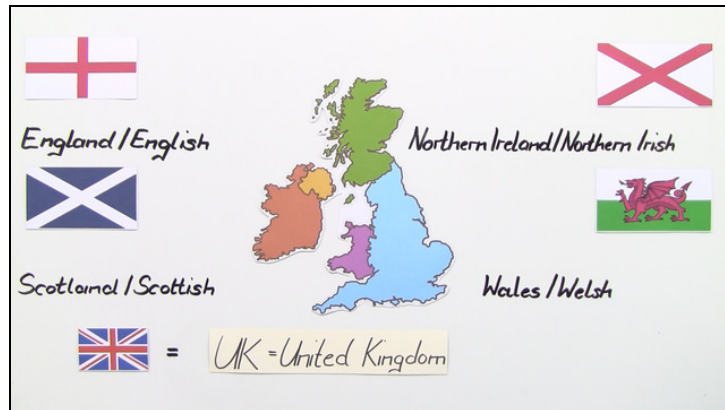 England/English
Northern Ireland/Northern Irish
Scotland/Scottish
Wales/Welsh
= UK = United Kingdom